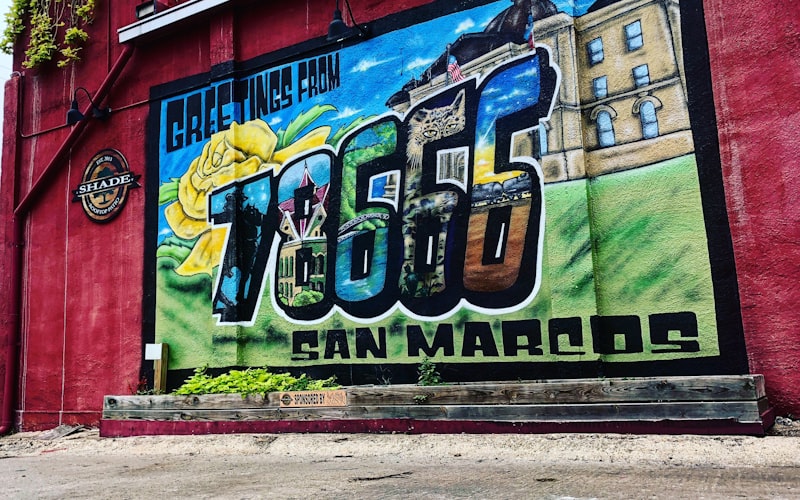 GREETINGS FROM
78666
SAN MARCOS
SHADE
SPONSORED BY